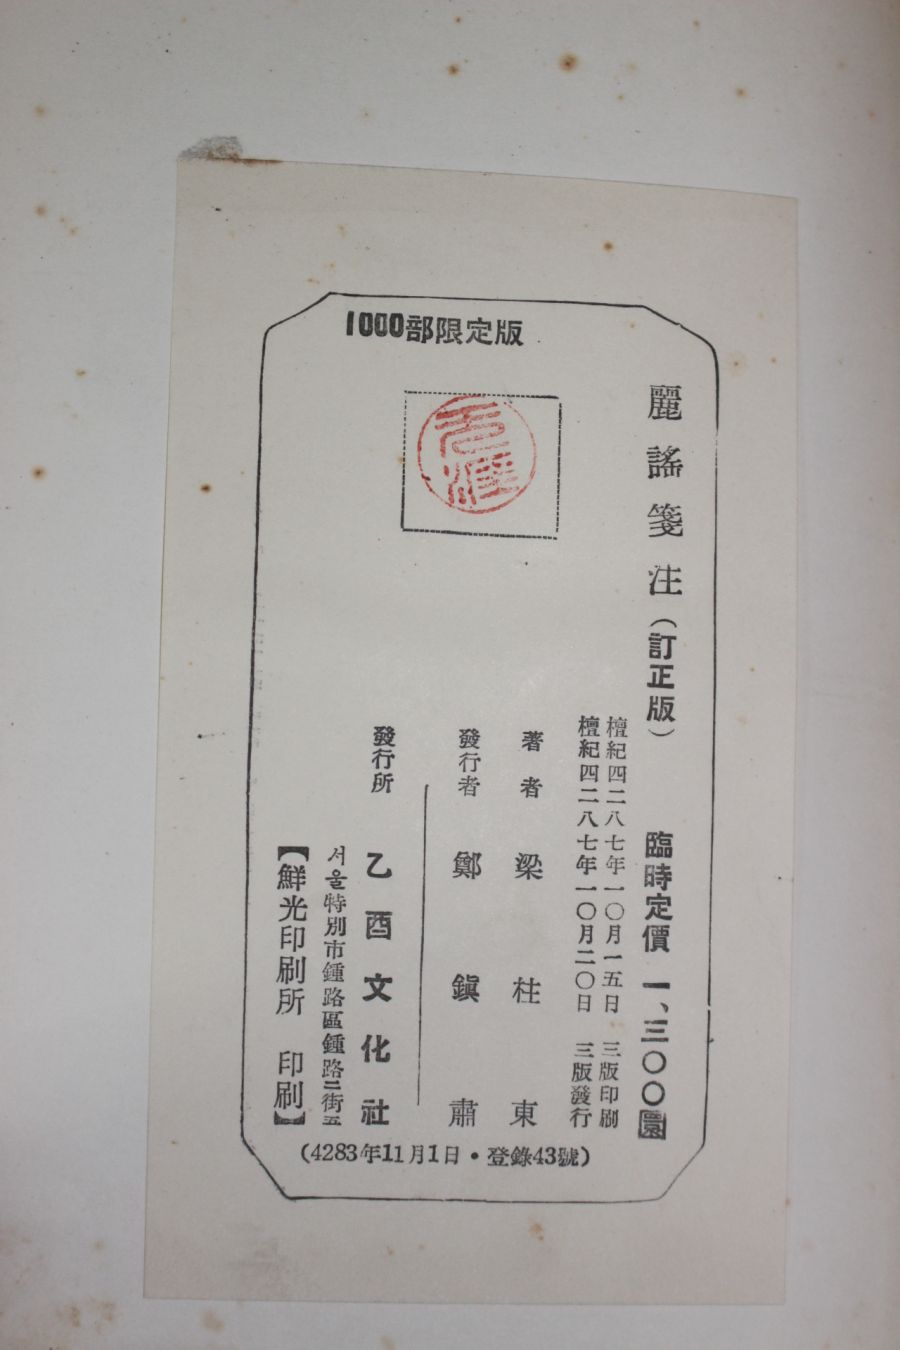 1000部限定版
麗謠箋注(訂正版) 臨時定價 一、三〇〇圜
檀紀四二八七年一〇月一五日 三版印刷
檀紀四二八七年一〇月二〇日 三版發行
著者 梁柱東
發行者 鄭鎭肅
發行所 乙酉文化社
서울特別市鍾路區鍾路二街五
【鮮光印刷所 印刷】
(4283年11月1日・登錄43號)